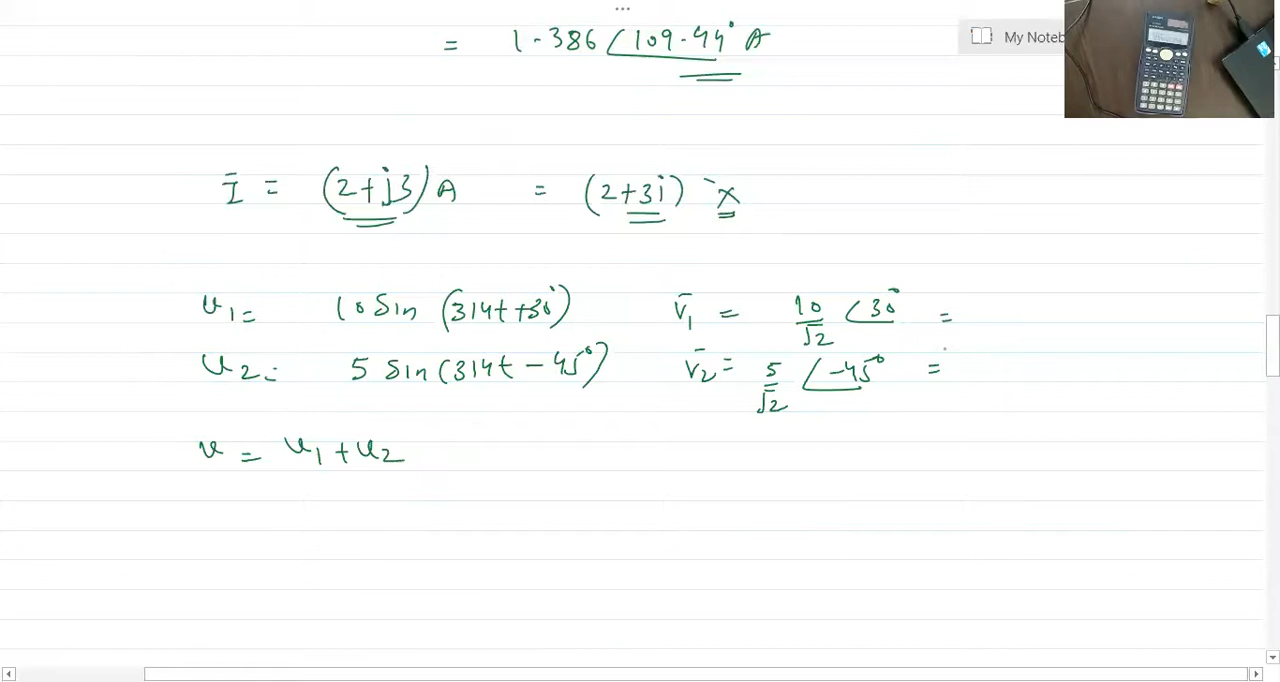 ...
= 1.386 ∠109.44° A
My Noteb
Ī = (2+j3) A = (2+3i) x
v1= 10 Sin (314t+30°) V̄1 = 10/√2 ∠30° =
v2= 5 Sin (314t - 45°) V̄2 = 5/√2 ∠-45° =
v = v1+v2